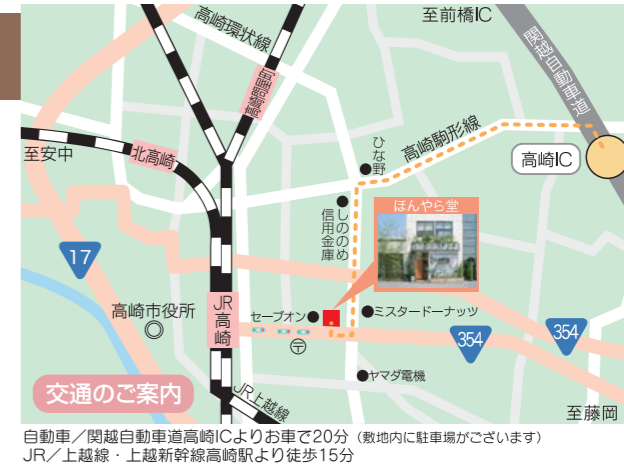 至前橋IC
高崎環状線
関越自動車道
高崎問屋町
ひな野
高崎駒形線
至安中
北高崎
高崎IC
しののめ
信用金庫
ほんやら堂
17
高崎市役所
JR高崎
セーブオン
ミスタードーナッツ
〒
354
354
ヤマダ電機
交通のご案内
JR上越線
至藤岡
自動車／関越自動車道高崎ICよりお車で20分（敷地内に駐車場がございます）
JR／上越線・上越新幹線高崎駅より徒歩15分